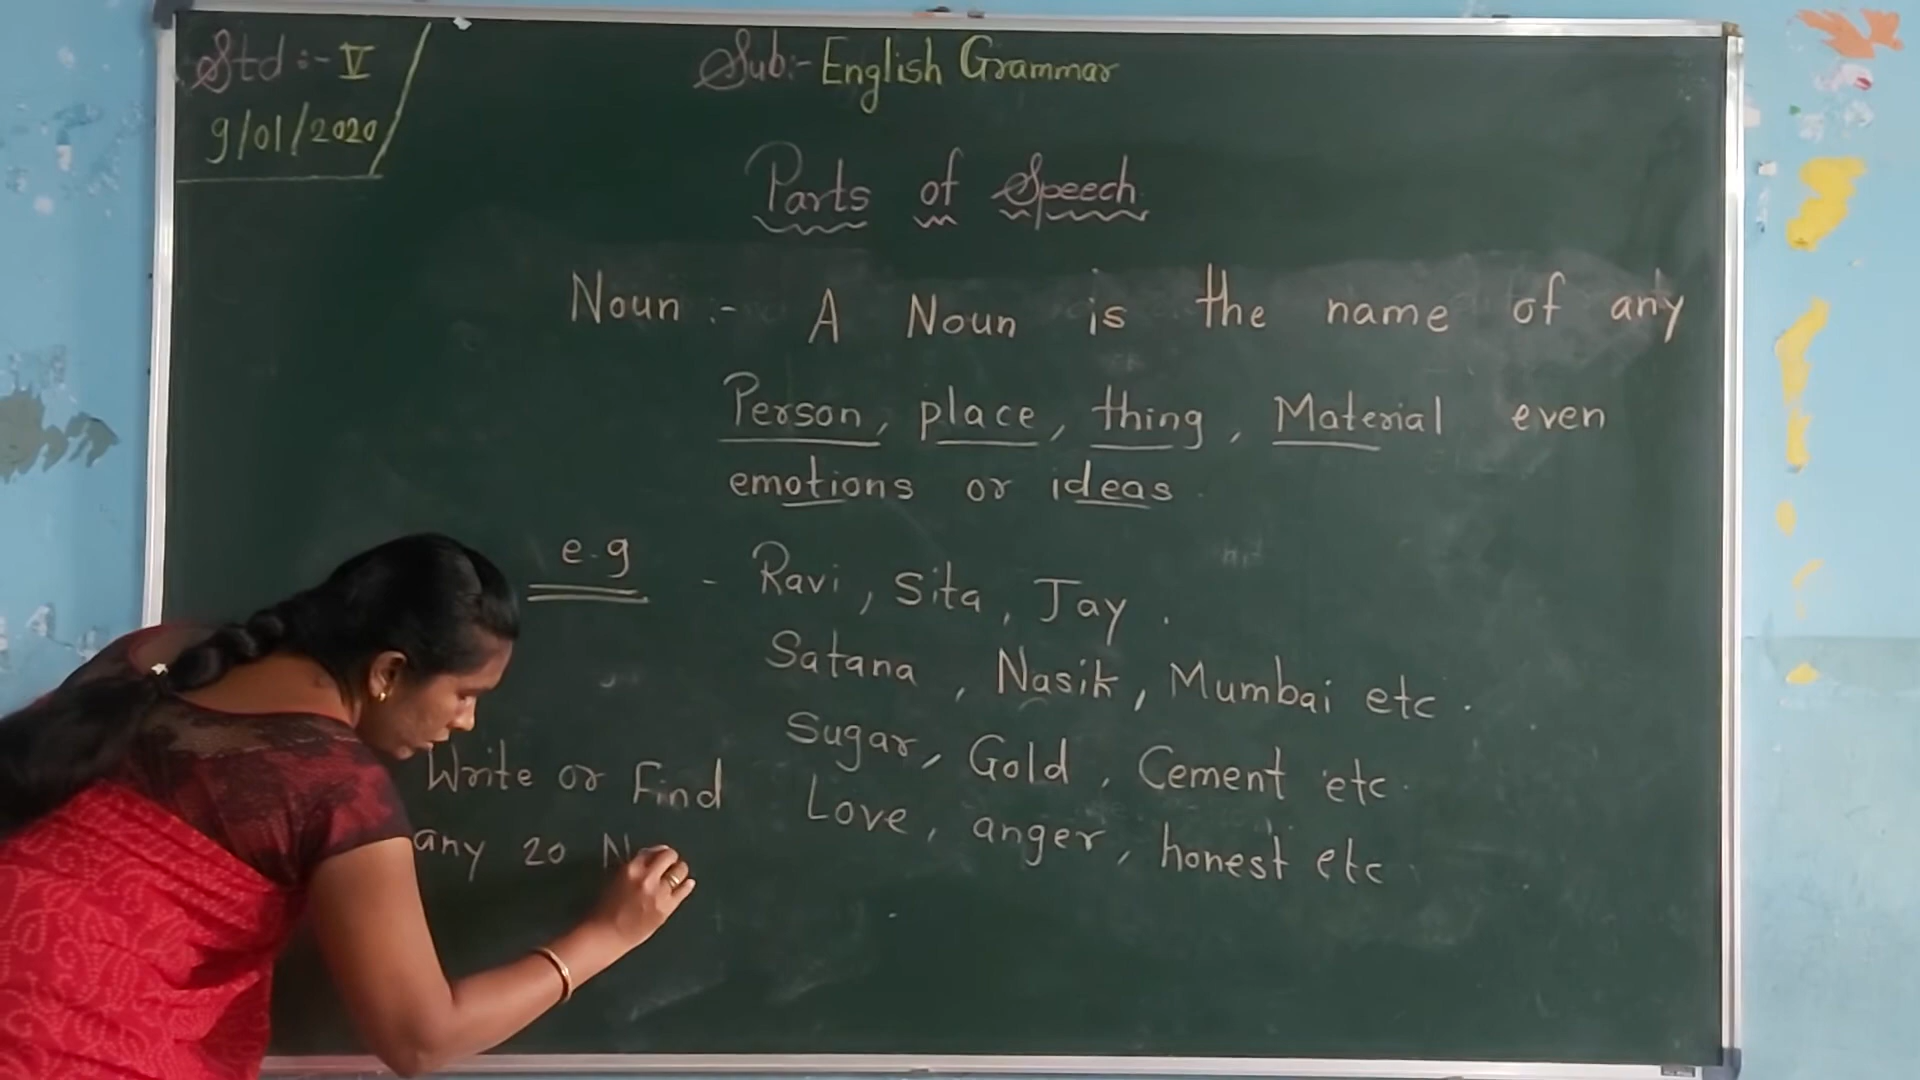 Std :- V
9/01/2020
Sub:- English Grammar
Parts of Speech
Noun :- A Noun is the name of any
Person, place, thing, Material even
emotions or ideas.
e.g - Ravi, Sita, Jay.
Satana, Nasik, Mumbai etc.
Sugar, Gold, Cement etc.
Love, anger, honest etc.
Write or Find
any 20 N